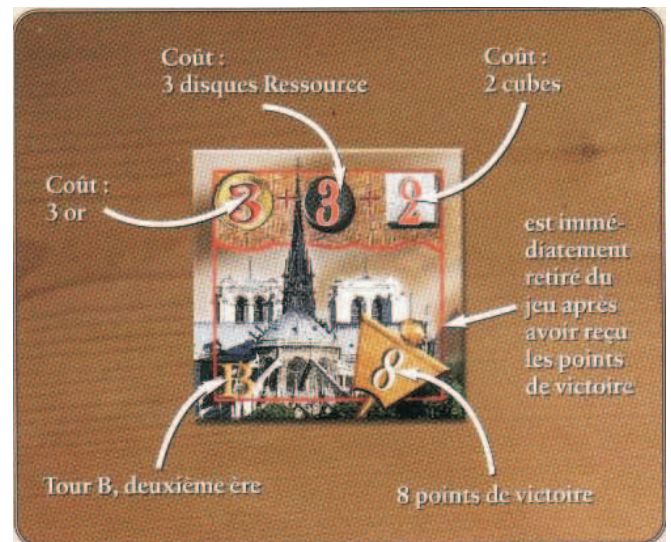 Coût :
3 disques Ressource
Coût :
2 cubes
Coût :
3 or
3 + 3 + 2
est immé-
diatement
retiré du
jeu après
avoir reçu
les points
de victoire
B
8
Tour B, deuxième ère
8 points de victoire